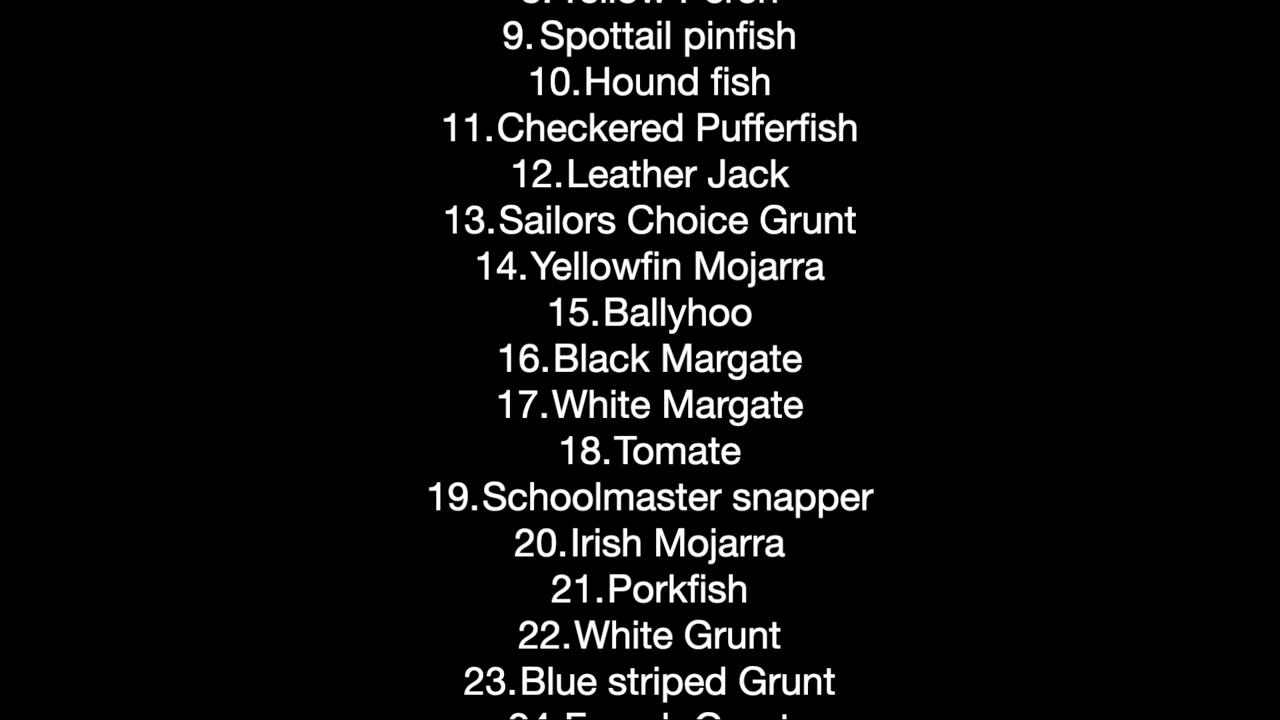 9. Spottail pinfish
10. Hound fish
11. Checkered Pufferfish
12. Leather Jack
13. Sailors Choice Grunt
14. Yellowfin Mojarra
15. Ballyhoo
16. Black Margate
17. White Margate
18. Tomate
19. Schoolmaster snapper
20. Irish Mojarra
21. Porkfish
22. White Grunt
23. Blue striped Grunt